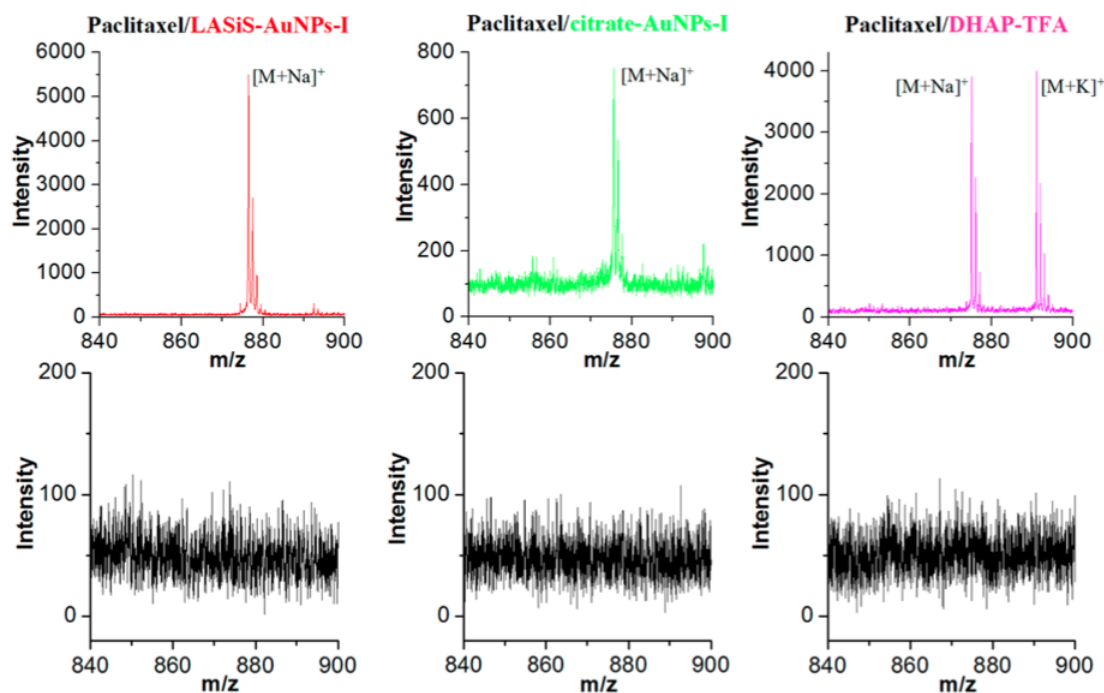 Paclitaxel/LASiS-AuNPs-I
6000
5000
4000
3000
2000
1000
0
Intensity
[M+Na]⁺
840 860 880 900
m/z
Paclitaxel/citrate-AuNPs-I
800
600
400
200
0
Intensity
[M+Na]⁺
840 860 880 900
m/z
Paclitaxel/DHAP-TFA
4000
3000
2000
1000
0
Intensity
[M+Na]⁺ [M+K]⁺
840 860 880 900
m/z
200
100
0
Intensity
840 860 880 900
m/z
200
100
0
Intensity
840 860 880 900
m/z
200
100
0
Intensity
840 860 880 900
m/z